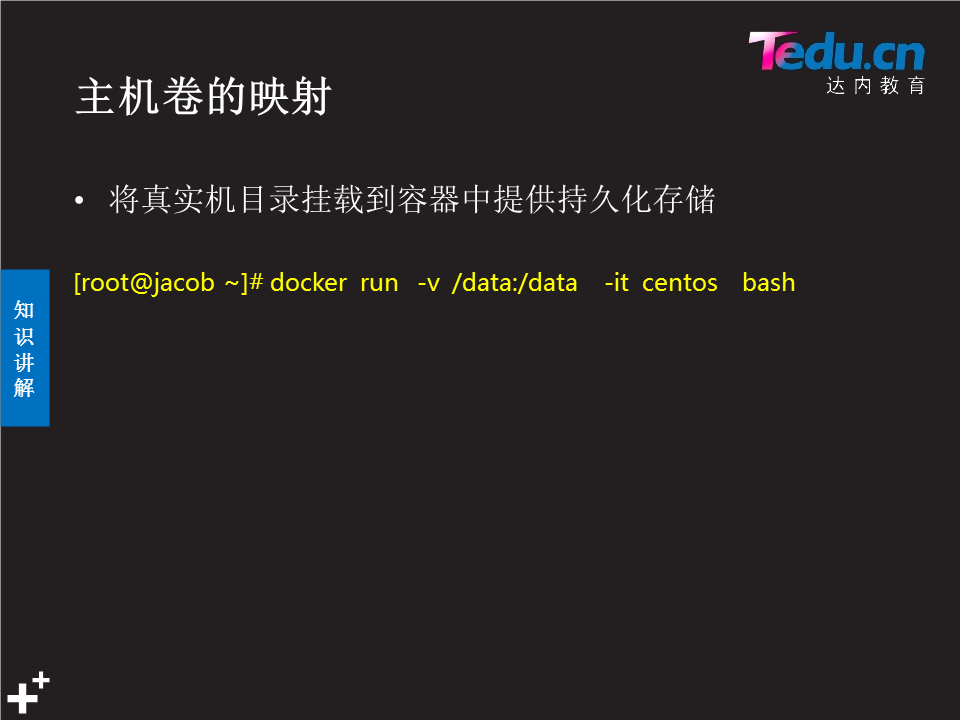 Tedu.cn
达内教育
主机卷的映射
• 将真实机目录挂载到容器中提供持久化存储
[root@jacob ~]# docker run -v /data:/data -it centos bash
知
识
讲
解